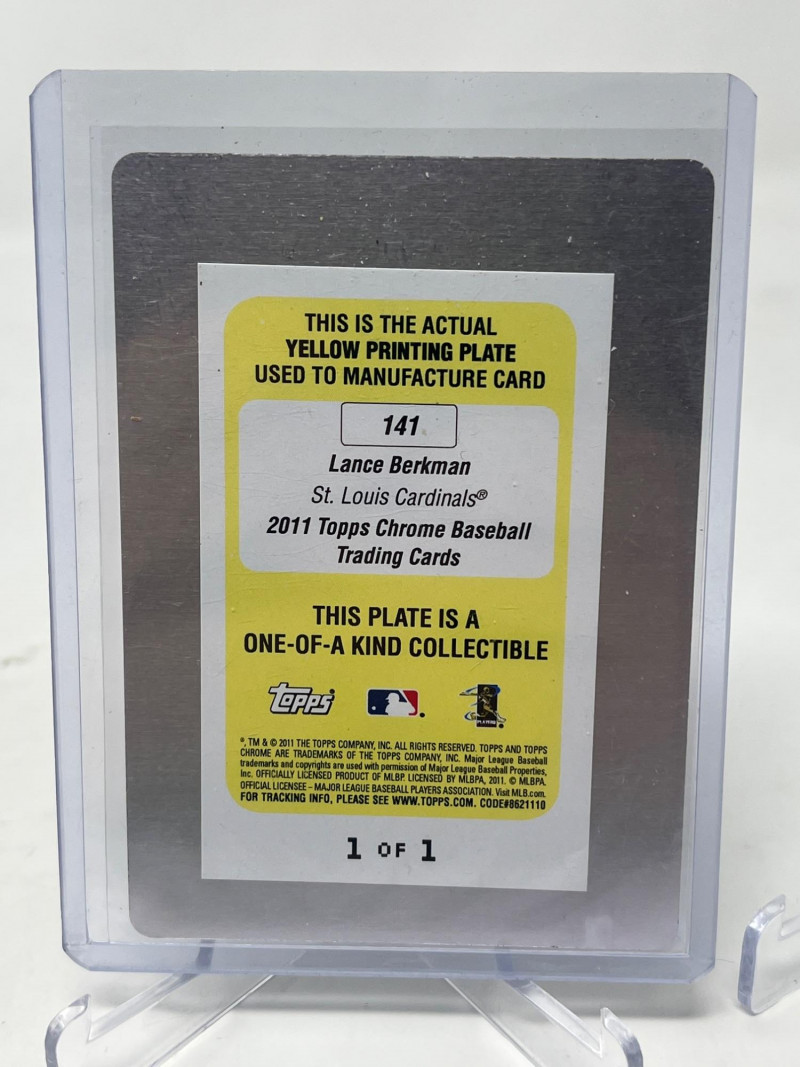 THIS IS THE ACTUAL
YELLOW PRINTING PLATE
USED TO MANUFACTURE CARD
141
Lance Berkman
St. Louis Cardinals®
2011 Topps Chrome Baseball
Trading Cards
THIS PLATE IS A
ONE-OF-A KIND COLLECTIBLE
topps
PLAYERS
®, TM & © 2011 THE TOPPS COMPANY, INC. ALL RIGHTS RESERVED. TOPPS AND TOPPS
CHROME ARE TRADEMARKS OF THE TOPPS COMPANY, INC. Major League Baseball
trademarks and copyrights are used with permission of Major League Baseball Properties,
Inc. OFFICIALLY LICENSED PRODUCT OF MLBP. LICENSED BY MLBPA, 2011. © MLBPA.
OFFICIAL LICENSEE – MAJOR LEAGUE BASEBALL PLAYERS ASSOCIATION. Visit MLB.com.
FOR TRACKING INFO, PLEASE SEE WWW.TOPPS.COM. CODE#8621110
1 OF 1